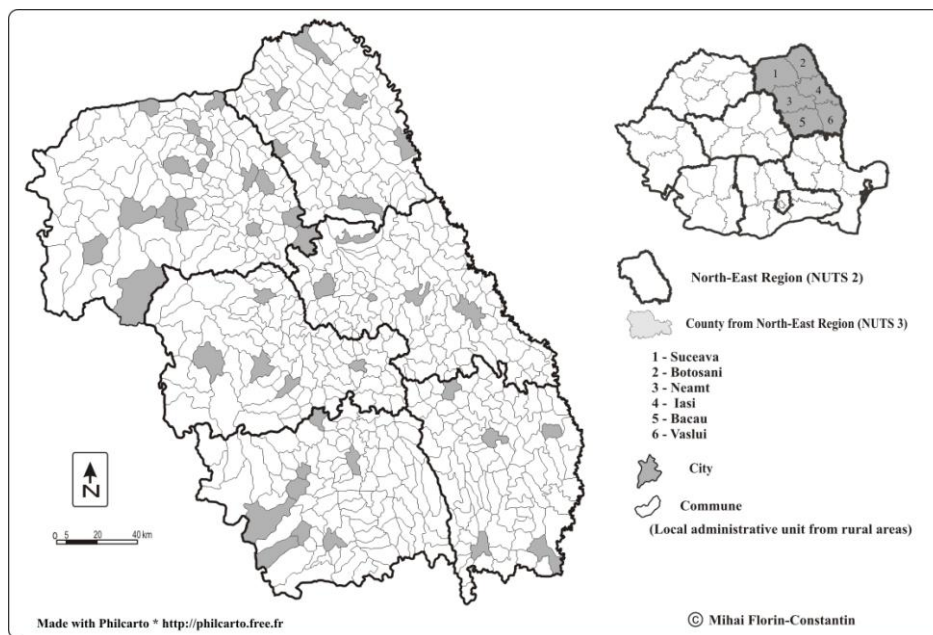 1
2
3
4
5
6
North-East Region (NUTS 2)
County from North-East Region (NUTS 3)
1 - Suceava
2 - Botosani
3 - Neamt
4 - Iasi
5 - Bacau
6 - Vaslui
City
Commune
(Local administrative unit from rural areas)
N
0 5 20 40 km
Made with Philcarto * http://philcarto.free.fr
© Mihai Florin-Constantin